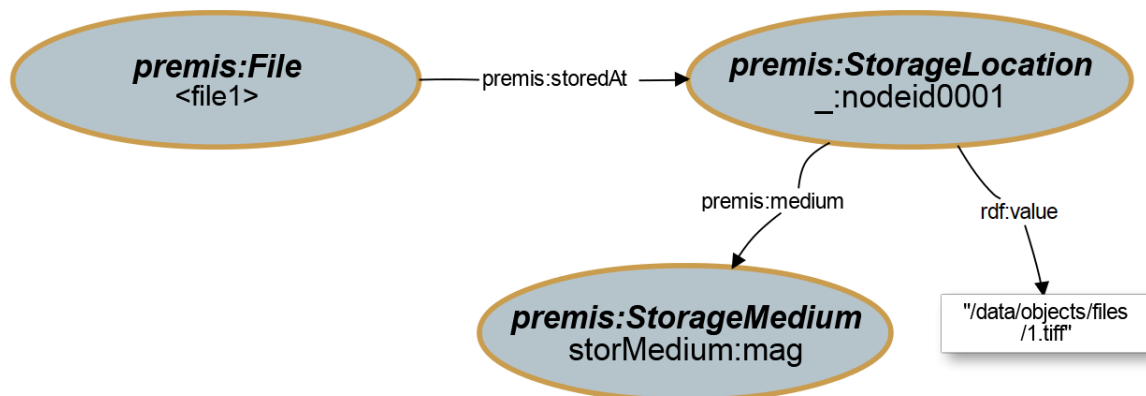 premis:File
<file1>
premis:storedAt
premis:StorageLocation
_:nodeid0001
premis:medium
rdf:value
premis:StorageMedium
storMedium:mag
"/data/objects/files
/1.tiff"